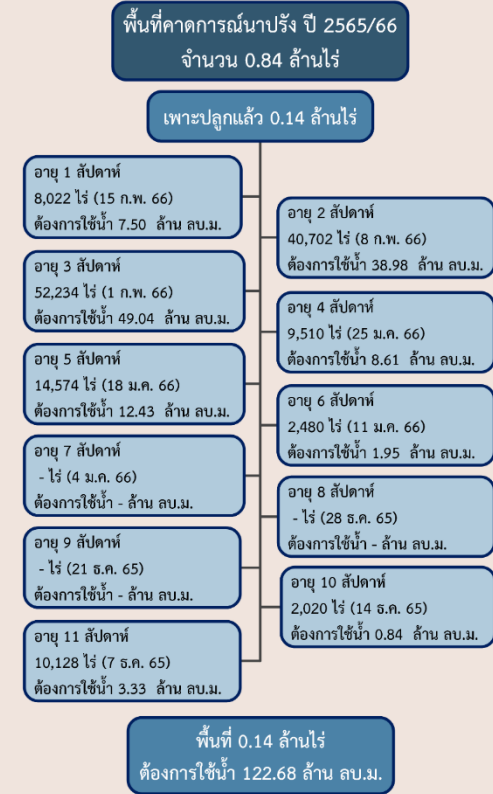 พื้นที่คาดการณ์นาปรัง ปี 2565/66
จำนวน 0.84 ล้านไร่
เพาะปลูกแล้ว 0.14 ล้านไร่
อายุ 1 สัปดาห์
8,022 ไร่ (15 ก.พ. 66)
ต้องการใช้น้ำ 7.50 ล้าน ลบ.ม.
อายุ 2 สัปดาห์
40,702 ไร่ (8 ก.พ. 66)
ต้องการใช้น้ำ 38.98 ล้าน ลบ.ม.
อายุ 3 สัปดาห์
52,234 ไร่ (1 ก.พ. 66)
ต้องการใช้น้ำ 49.04 ล้าน ลบ.ม.
อายุ 4 สัปดาห์
9,510 ไร่ (25 ม.ค. 66)
ต้องการใช้น้ำ 8.61 ล้าน ลบ.ม.
อายุ 5 สัปดาห์
14,574 ไร่ (18 ม.ค. 66)
ต้องการใช้น้ำ 12.43 ล้าน ลบ.ม.
อายุ 6 สัปดาห์
2,480 ไร่ (11 ม.ค. 66)
ต้องการใช้น้ำ 1.95 ล้าน ลบ.ม.
อายุ 7 สัปดาห์
- ไร่ (4 ม.ค. 66)
ต้องการใช้น้ำ - ล้าน ลบ.ม.
อายุ 8 สัปดาห์
- ไร่ (28 ธ.ค. 65)
ต้องการใช้น้ำ - ล้าน ลบ.ม.
อายุ 9 สัปดาห์
- ไร่ (21 ธ.ค. 65)
ต้องการใช้น้ำ - ล้าน ลบ.ม.
อายุ 10 สัปดาห์
2,020 ไร่ (14 ธ.ค. 65)
ต้องการใช้น้ำ 0.84 ล้าน ลบ.ม.
อายุ 11 สัปดาห์
10,128 ไร่ (7 ธ.ค. 65)
ต้องการใช้น้ำ 3.33 ล้าน ลบ.ม.
พื้นที่ 0.14 ล้านไร่
ต้องการใช้น้ำ 122.68 ล้าน ลบ.ม.